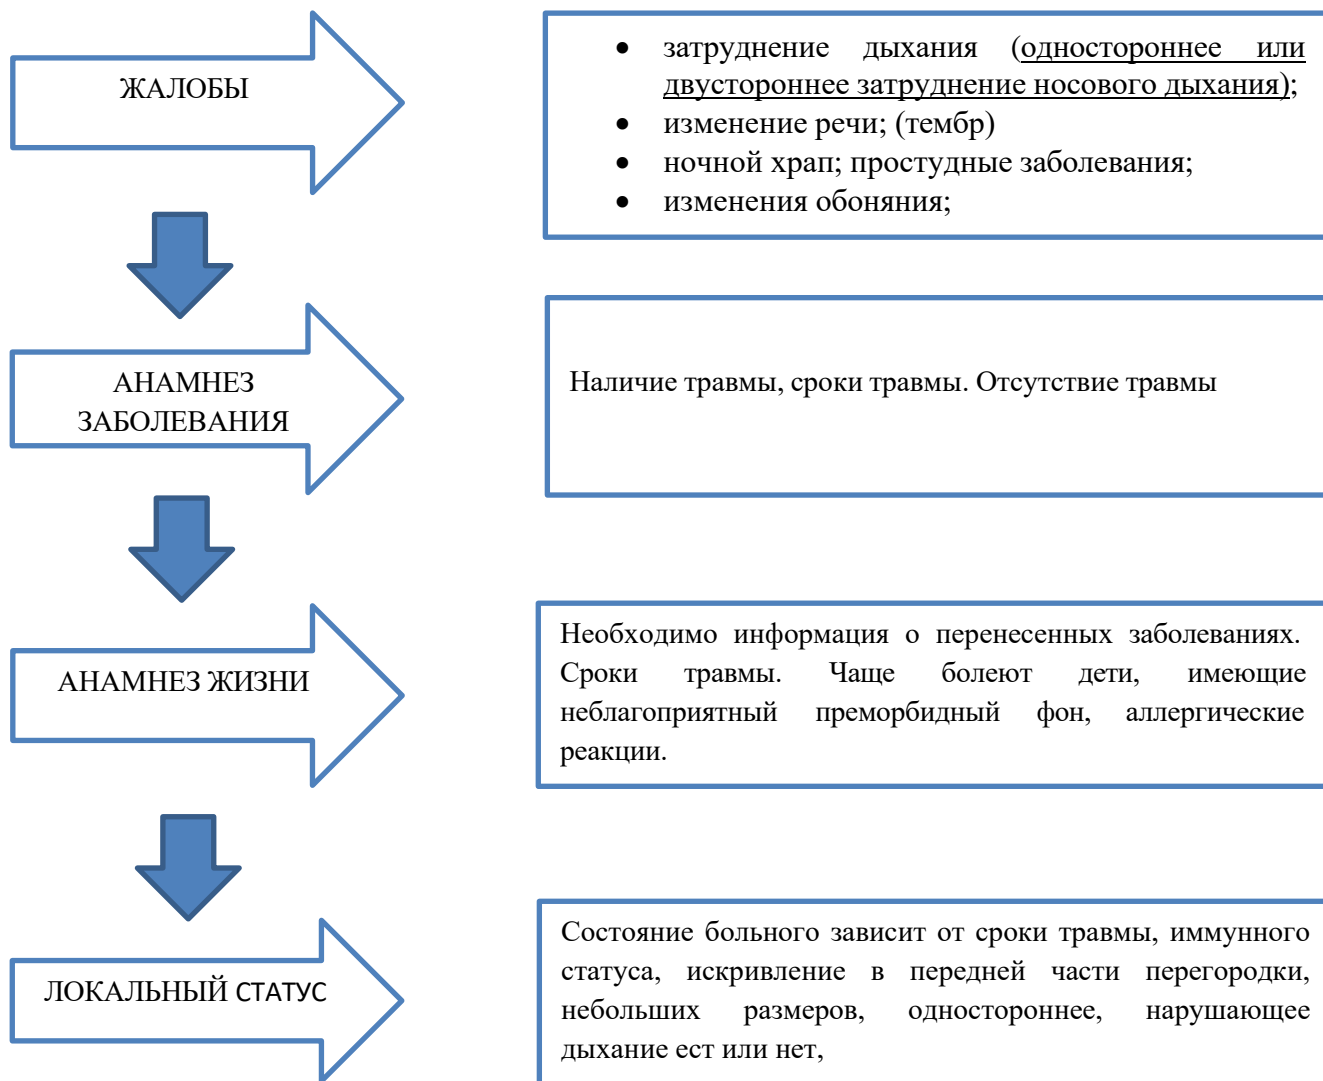 ЖАЛОБЫ
• затруднение дыхания (одностороннее или
двустороннее затруднение носового дыхания);
• изменение речи; (тембр)
• ночной храп; простудные заболевания;
• изменения обоняния;
АНАМНЕЗ
ЗАБОЛЕВАНИЯ
Наличие травмы, сроки травмы. Отсутствие травмы
АНАМНЕЗ ЖИЗНИ
Необходимо информация о перенесенных заболеваниях.
Сроки травмы. Чаще болеют дети, имеющие
неблагоприятный преморбидный фон, аллергические
реакции.
ЛОКАЛЬНЫЙ СТАТУС
Состояние больного зависит от сроки травмы, иммунного
статуса, искривление в передней части перегородки,
небольших размеров, одностороннее, нарушающее
дыхание ест или нет,